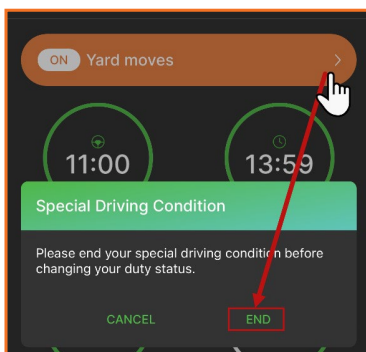 ON Yard moves
11:00 13:59
Special Driving Condition
Please end your special driving condition before
changing your duty status.
CANCEL END